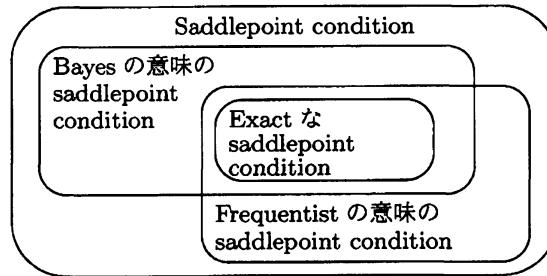 Saddlepoint condition
Bayes の意味の
saddlepoint
condition
Exact な
saddlepoint
condition
Frequentist の意味の
saddlepoint condition